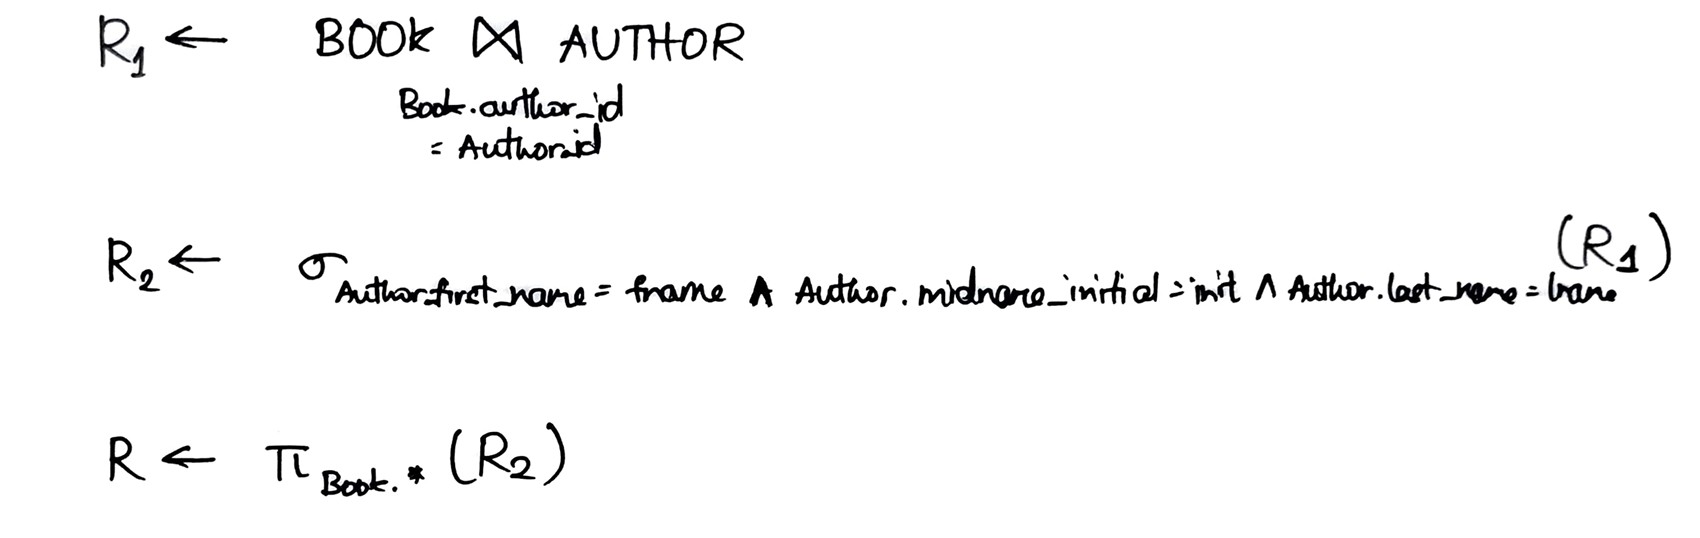 R₁ ← BOOK ⋈ AUTHOR
Book.author_id
= Author.id
R₂ ← σ Author.first_name = fname ∧ Author.midname_initial = init ∧ Author.last_name = lname (R₁)
R ← π Book.* (R₂)